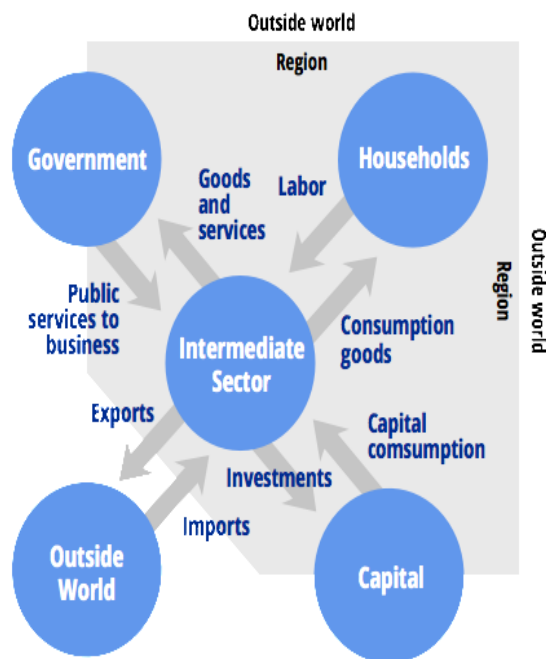 Outside world
Region
Government
Households
Goods
and
services
Labor
Outside world
Region
Public
services to
business
Intermediate
Sector
Consumption
goods
Exports
Capital
comsumption
Investments
Imports
Outside
World
Capital